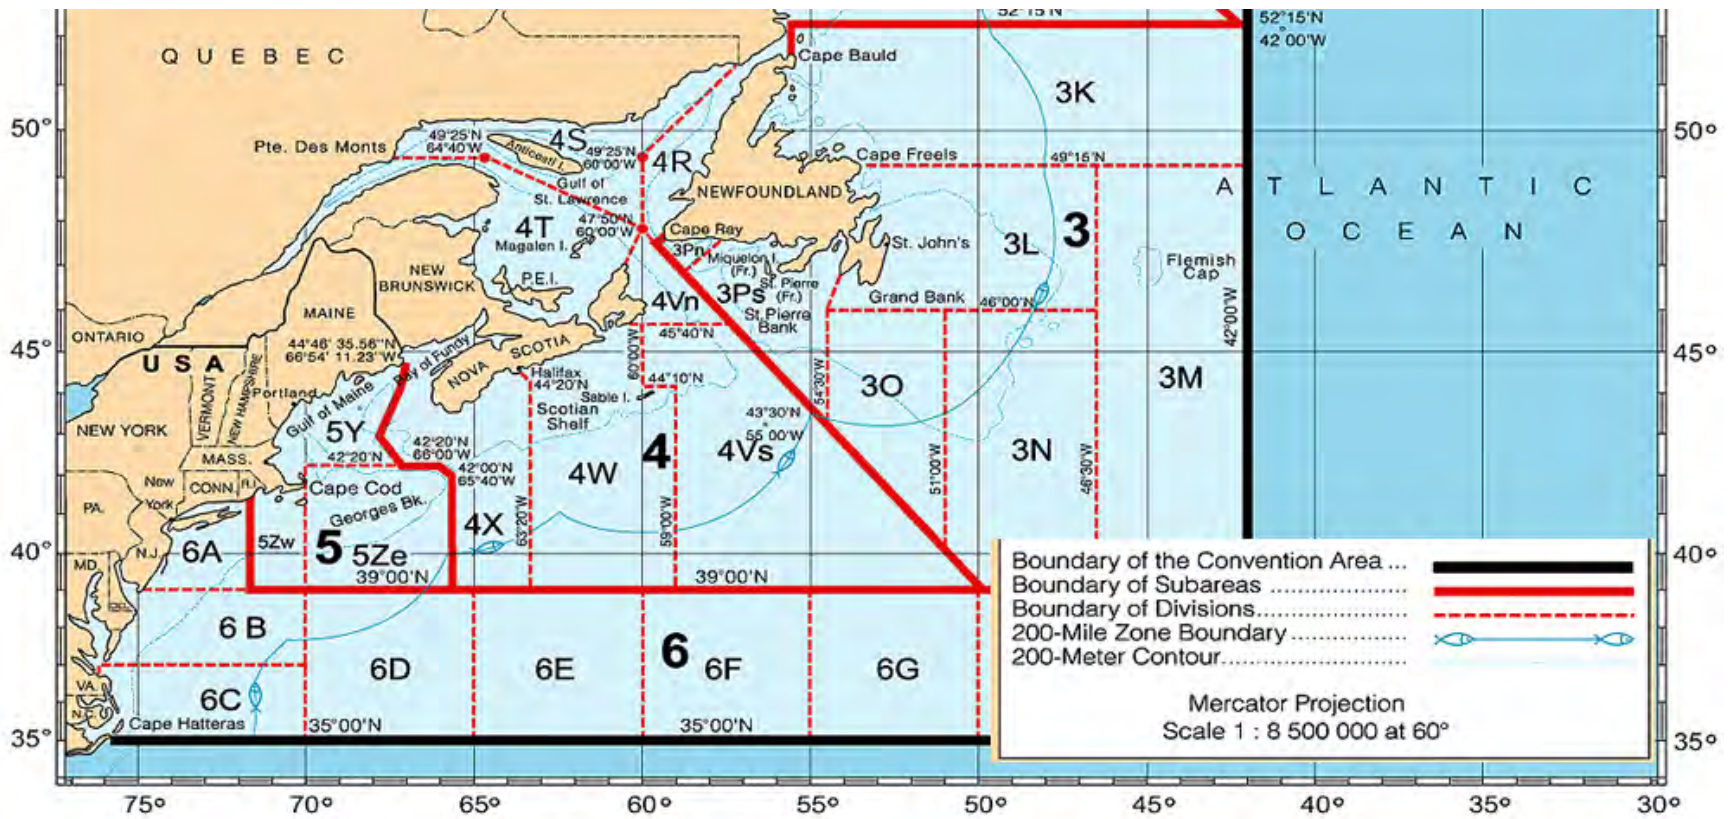 52°15'N
52°15'N
42°00'W
QUEBEC
Cape Bauld
3K
50°
50°
Pte. Des Monts
49°25'N
64°40'W
4S
Anticosti I.
49°25'N
60°00'W
4R
Cape Freels
49°15'N
Gulf of
St. Lawrence
NEWFOUNDLAND
ATLANTIC
OCEAN
4T
Magalen I.
47°50'N
60°00'W
Cape Ray
3Pn
Miquelon I.
(Fr.)
St. John's
3L
3
Flemish
Cap
NEW
BRUNSWICK
P.E.I.
4Vn
3Ps
St. Pierre
(Fr.)
St. Pierre
Bank
Grand Bank
46°00'N
42°00'W
MAINE
ONTARIO
45°40'N
60°00'W
45°
45°
USA
44°46' 35.56"N
66°54' 11.23"W
Bay of Fundy
NOVA
SCOTIA
Halifax
44°20'N
44°10'N
Sable I.
Scotian
Shelf
54°30'W
3O
3M
VERMONT
NEW HAMPSHIRE
Portland
Gulf of Maine
5Y
43°30'N
55°00'W
NEW YORK
MASS.
42°20'N
42°20'N
66°00'W
42°00'N
65°40'W
4
4W
4Vs
3N
51°00'W
46°30'W
New
York
CONN.
R.I.
Cape Cod
Georges Bk.
PA.
4X
63°20'W
59°00'W
6A
5Zw
5
5Ze
N.J.
40°
40°
MD.
39°00'N
39°00'N
6B
6
6D
6E
6F
6G
6C
VA.
N.C.
Cape Hatteras
35°00'N
35°00'N
35°
35°
Boundary of the Convention Area ...
Boundary of Subareas ..................
Boundary of Divisions....................
200-Mile Zone Boundary ...............
200-Meter Contour.........................
Mercator Projection
Scale 1 : 8 500 000 at 60°
75° 70° 65° 60° 55° 50° 45° 40° 35° 30°